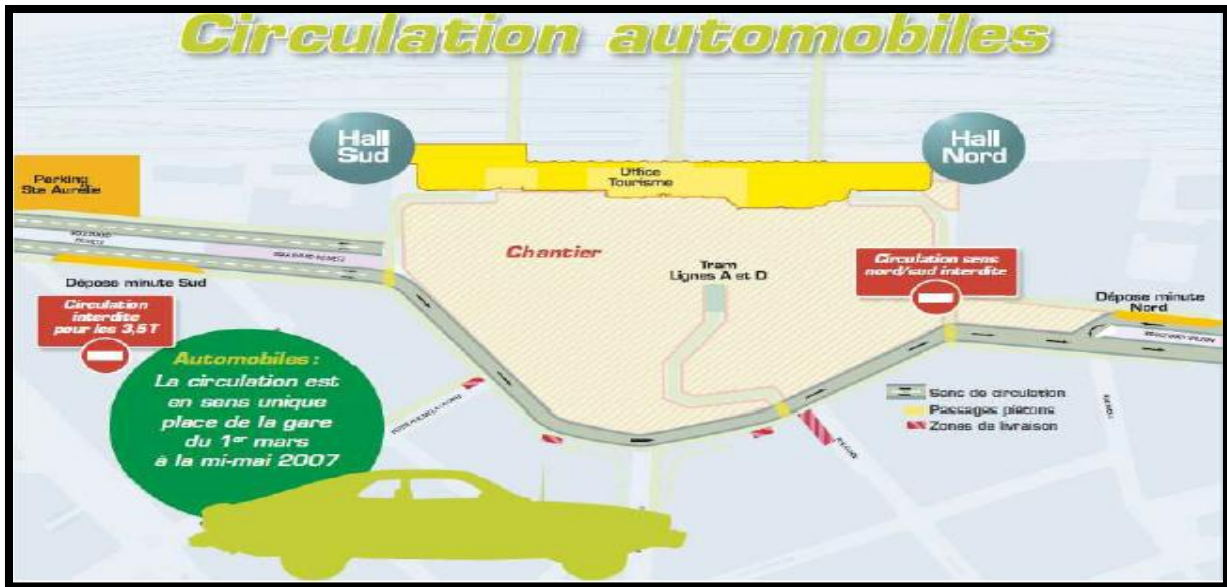 Circulation automobiles
Hall
Sud
Hall
Nord
Parking
Ste Aurélie
Office
Tourisme
Chantier
Tram
Lignes A et D
Circulation sens
nord/sud interdite
Dépose minute Sud
Dépose minute
Nord
Circulation
interdite
pour les 3,5T
Automobiles :
La circulation est
en sens unique
place de la gare
du 1er mars
à la mi-mai 2007
Sens de circulation
Passages piétons
Zones de livraison